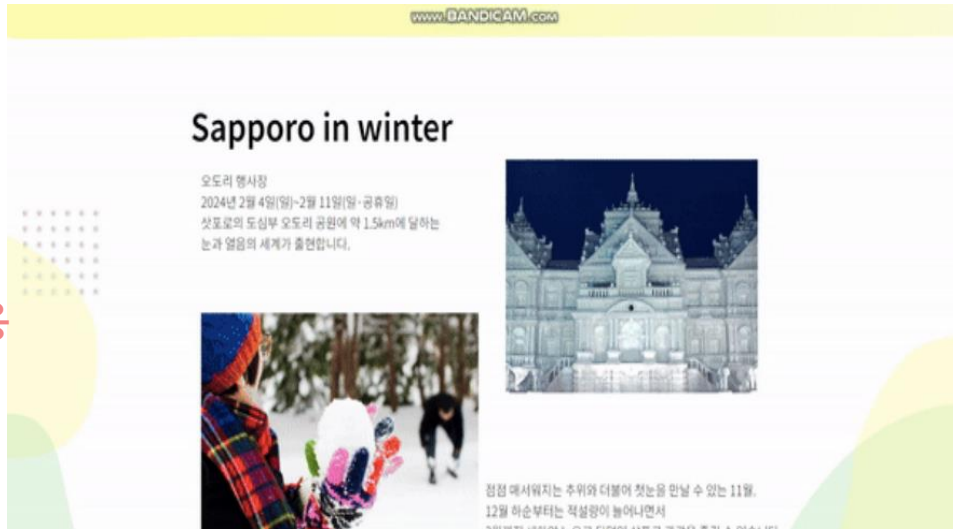 www.BANDICAM.com
Sapporo in winter
오도리 행사장
2024년 2월 4일(일)~2월 11일(일·공휴일)
삿포로의 도심부 오도리 공원에 약 1.5km에 달하는
눈과 얼음의 세계가 출현합니다.
점점 매서워지는 추위와 더불어 첫눈을 만날 수 있는 11월.
12월 하순부터는 적설량이 늘어나면서